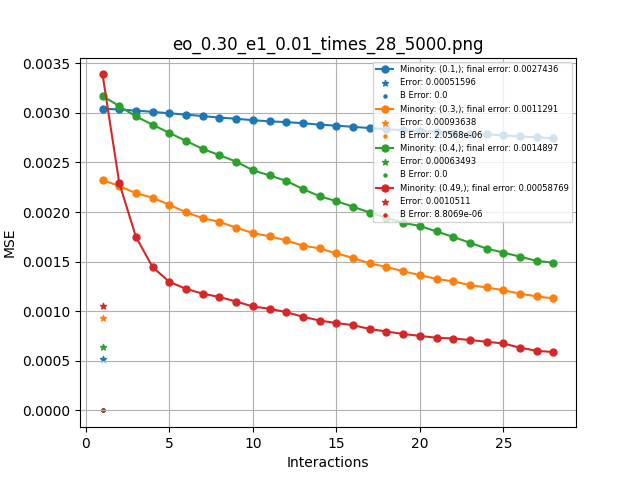 eo_0.30_e1_0.01_times_28_5000.png
0.0035
0.0030
0.0025
0.0020
0.0015
0.0010
0.0005
0.0000
MSE
Minority: (0.1,); final error: 0.0027436
Error: 0.00051596
B Error: 0.0
Minority: (0.3,); final error: 0.0011291
Error: 0.00093638
B Error: 2.0568e-06
Minority: (0.4,); final error: 0.0014897
Error: 0.00063493
B Error: 0.0
Minority: (0.49,); final error: 0.00058769
Error: 0.0010511
B Error: 8.8069e-06
0 5 10 15 20 25
Interactions